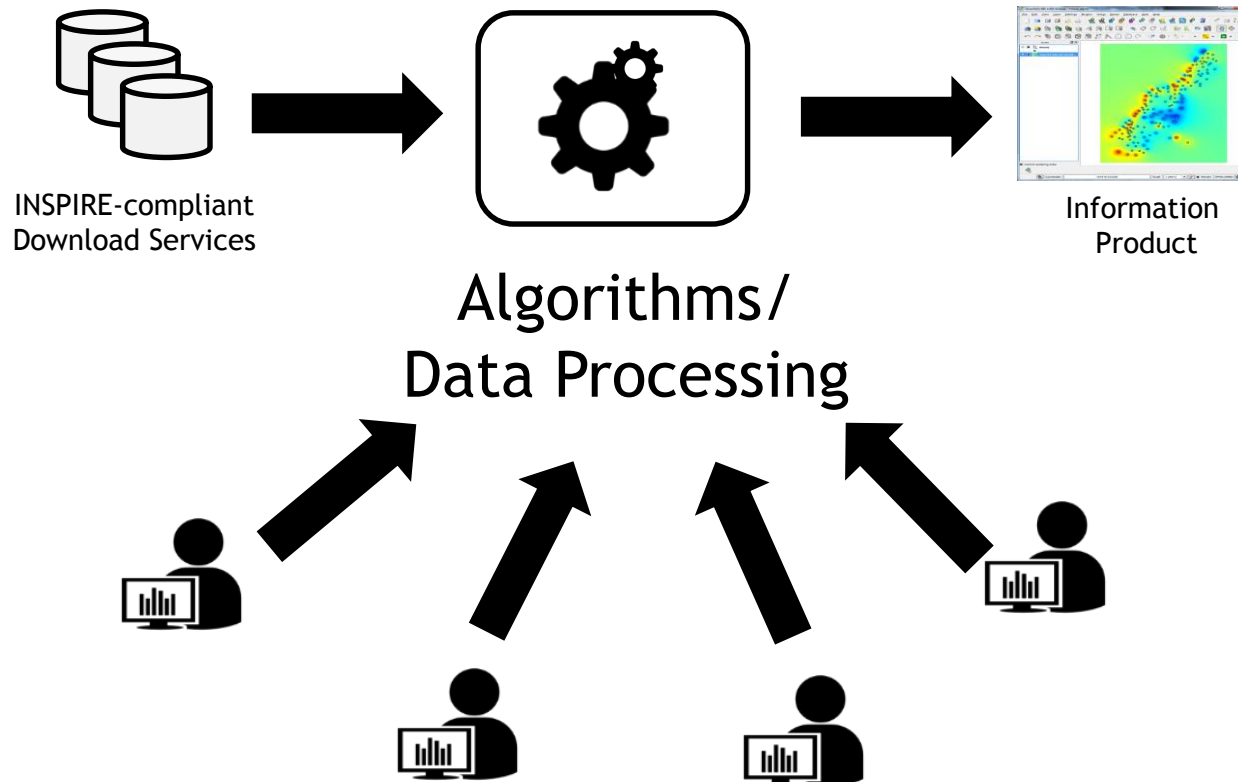 INSPIRE-compliant
Download Services
Information
Product
Algorithms/
Data Processing